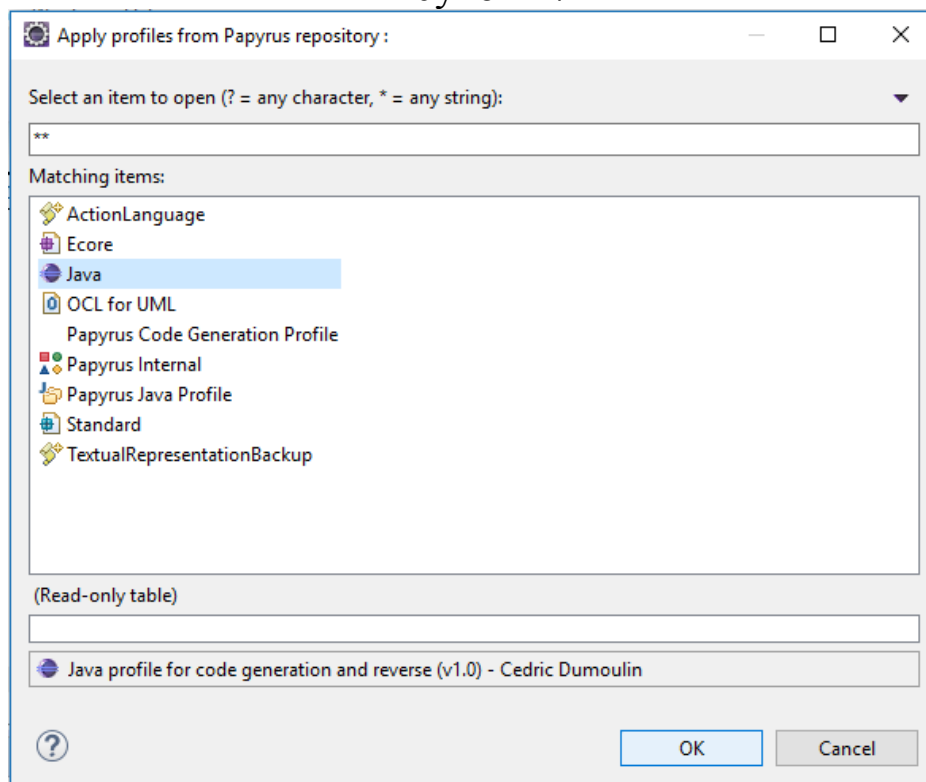 Apply profiles from Papyrus repository :
Select an item to open (? = any character, * = any string):
**
Matching items:
ActionLanguage
Ecore
Java
OCL for UML
Papyrus Code Generation Profile
Papyrus Internal
Papyrus Java Profile
Standard
TextualRepresentationBackup
(Read-only table)
Java profile for code generation and reverse (v1.0) - Cedric Dumoulin
OK
Cancel